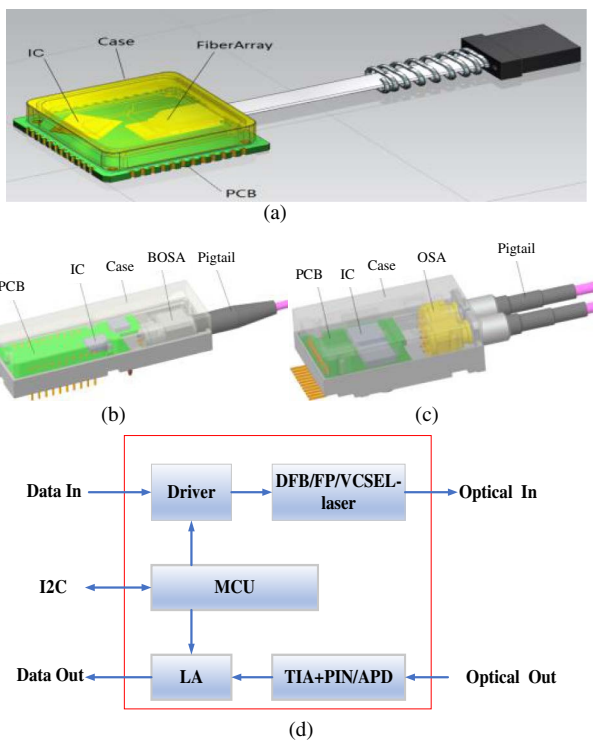 Case
FiberArray
IC
PCB
(a)
PCB IC Case BOSA Pigtail
(b)
PCB IC Case OSA Pigtail
(c)
Data In Driver DFB/FP/VCSEL-laser Optical In
I2C MCU
Data Out LA TIA+PIN/APD Optical Out
(d)